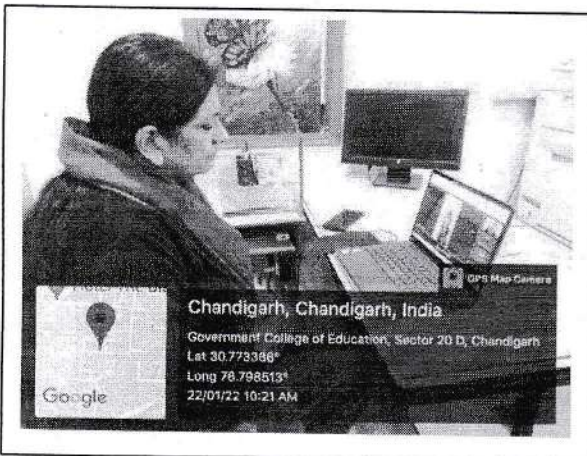 GPS Map Camera
Chandigarh, Chandigarh, India
Government College of Education, Sector 20 D, Chandigarh
Lat 30.773386°
Long 76.798513°
22/01/22 10:21 AM
Google